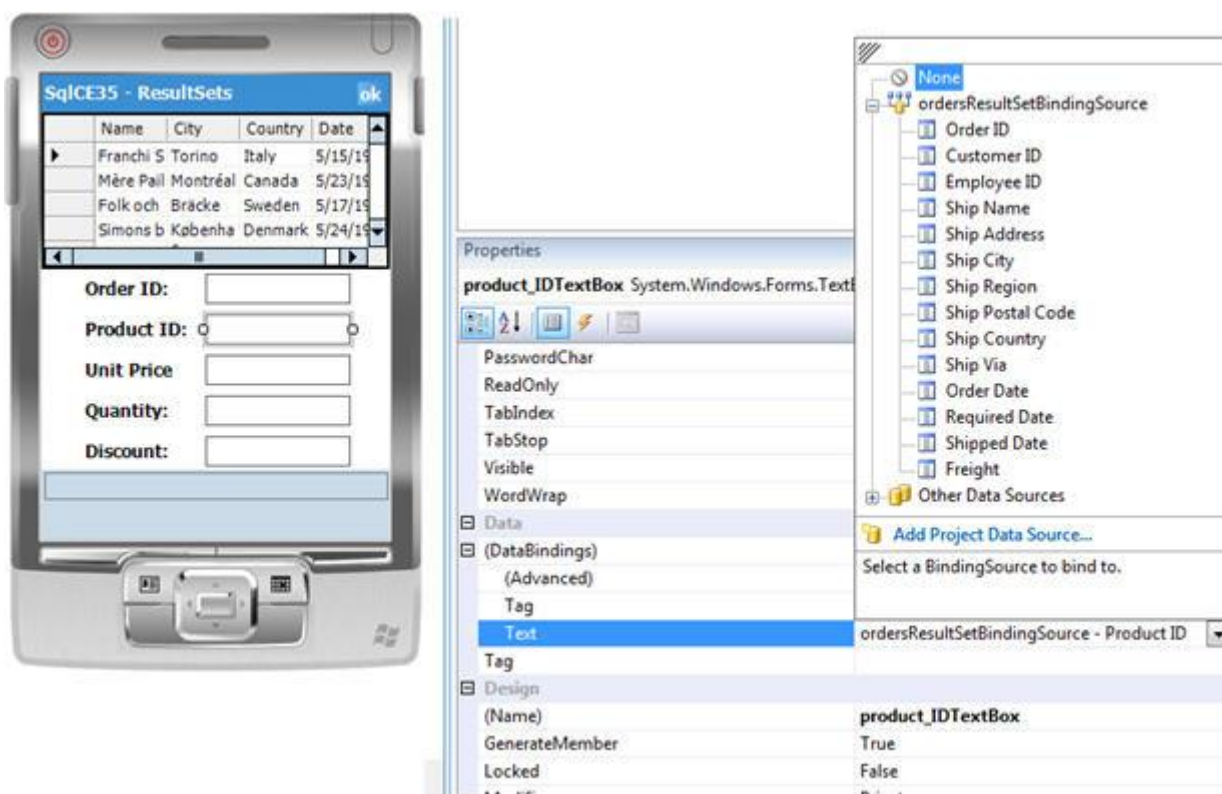 SqlCE35 - ResultSets ok
Name City Country Date
Franchi S Torino Italy 5/15/19
Mère Pail Montréal Canada 5/23/19
Folk och Bräcke Sweden 5/17/19
Simons b Københa Denmark 5/24/19
Order ID:
Product ID:
Unit Price
Quantity:
Discount:
Properties
product_IDTextBox System.Windows.Forms.TextB
PasswordChar
ReadOnly
TabIndex
TabStop
Visible
WordWrap
Data
(DataBindings)
(Advanced)
Tag
Text ordersResultSetBindingSource - Product ID
Tag
Design
(Name) product_IDTextBox
GenerateMember True
Locked False
None
ordersResultSetBindingSource
Order ID
Customer ID
Employee ID
Ship Name
Ship Address
Ship City
Ship Region
Ship Postal Code
Ship Country
Ship Via
Order Date
Required Date
Shipped Date
Freight
Other Data Sources
Add Project Data Source...
Select a BindingSource to bind to.